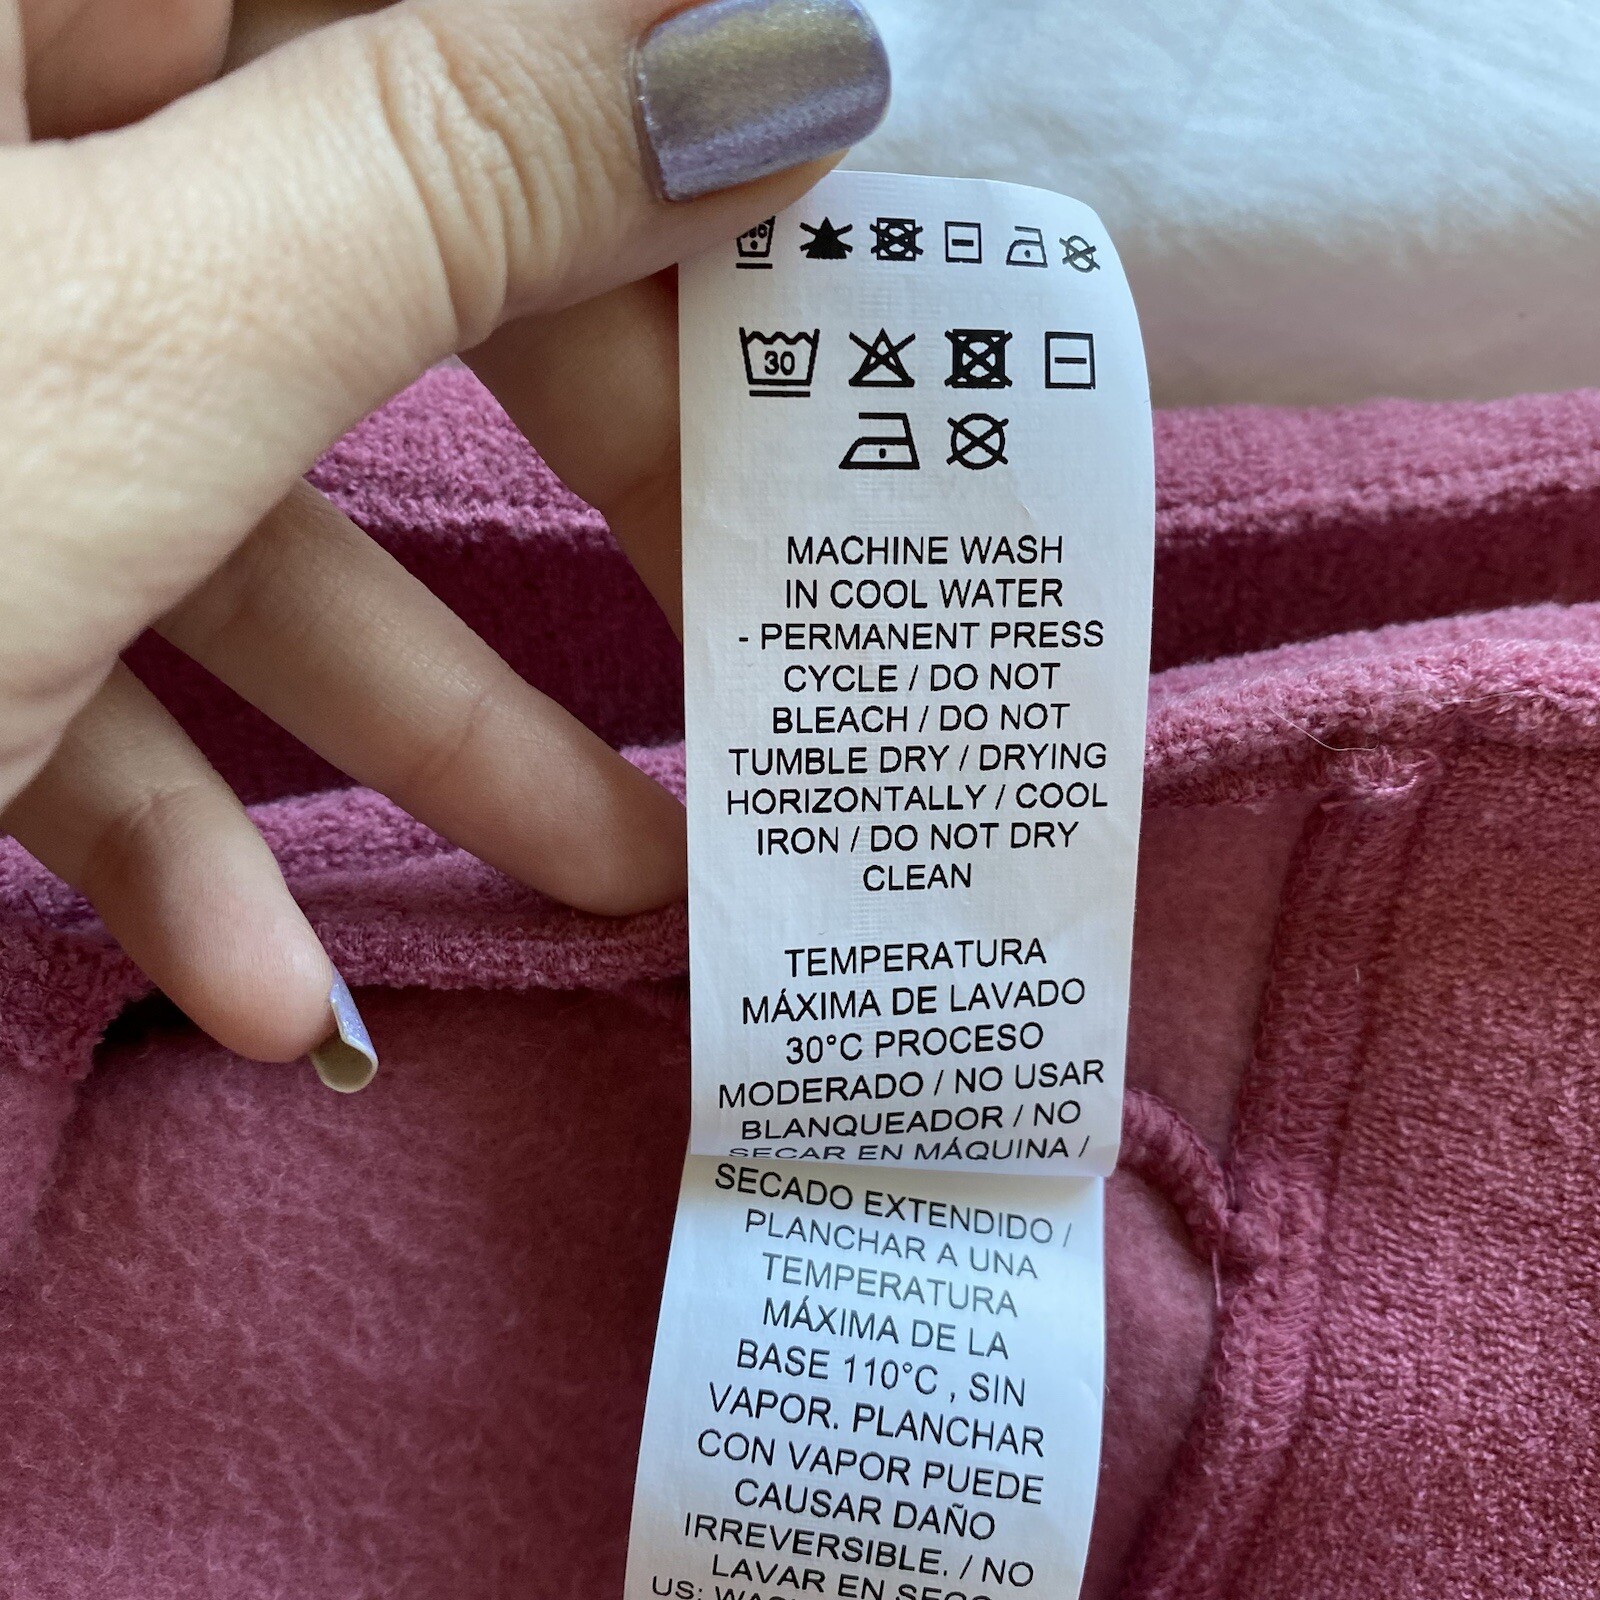 30
MACHINE WASH
IN COOL WATER
- PERMANENT PRESS
CYCLE / DO NOT
BLEACH / DO NOT
TUMBLE DRY / DRYING
HORIZONTALLY / COOL
IRON / DO NOT DRY
CLEAN
TEMPERATURA
MÁXIMA DE LAVADO
30°C PROCESO
MODERADO / NO USAR
BLANQUEADOR / NO
SECAR EN MÁQUINA /
SECADO EXTENDIDO /
PLANCHAR A UNA
TEMPERATURA
MÁXIMA DE LA
BASE 110°C , SIN
VAPOR. PLANCHAR
CON VAPOR PUEDE
CAUSAR DAÑO
IRREVERSIBLE. / NO
LAVAR EN SECO
US: